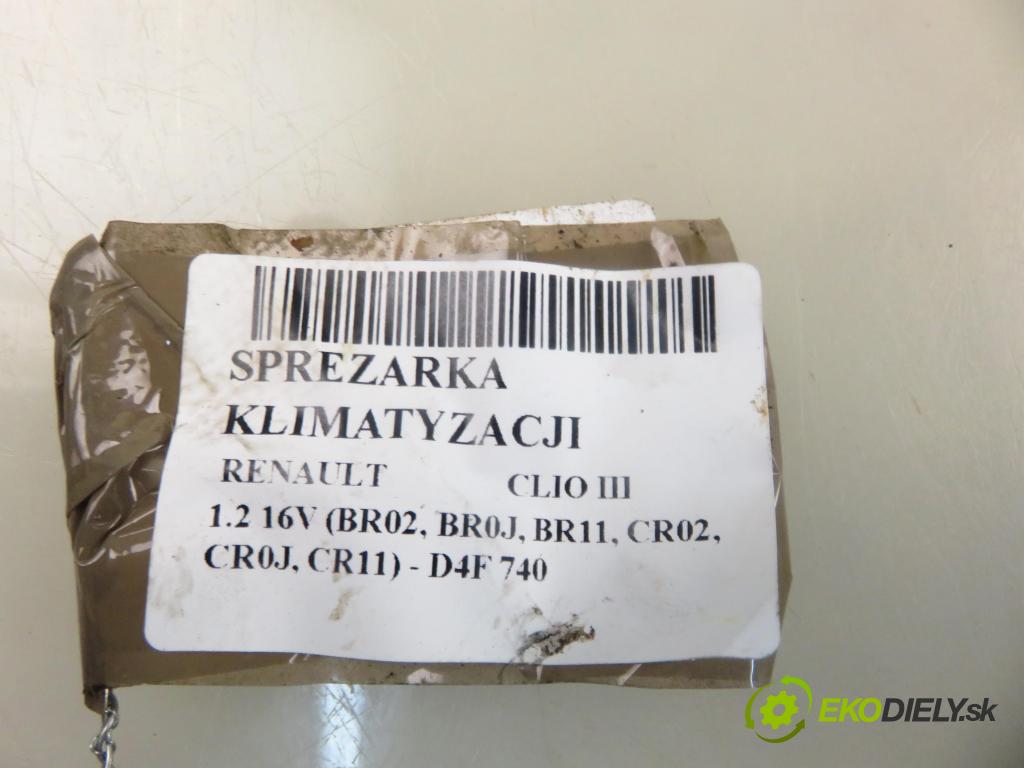 SPREZARKA
KLIMATYZACJI
RENAULT CLIO III
1.2 16V (BR02, BR0J, BR11, CR02,
CR0J, CR11) - D4F 740
EKODIELY.sk